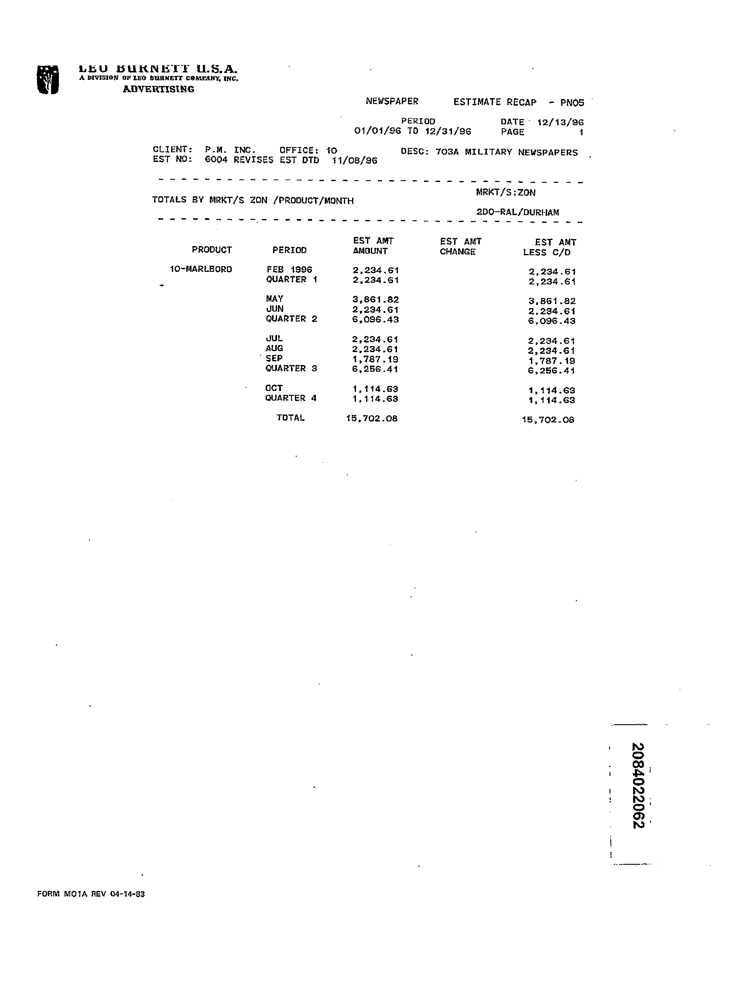 LEO BURNETT U.S.A.
A DIVISION OF LEO BURNETT COMPANY, INC.
ADVERTISING
NEWSPAPER ESTIMATE RECAP - PN05
PERIOD DATE 12/13/96
01/01/96 TO 12/31/96 PAGE 1
CLIENT: P.M. INC. OFFICE: 10 DESC: 703A MILITARY NEWSPAPERS
EST NO: 6004 REVISES EST DTD 11/08/96
MRKT/S:ZON
TOTALS BY MRKT/S ZON /PRODUCT/MONTH
2DO-RAL/DURHAM
EST AMT EST AMT EST AMT
PRODUCT PERIOD AMOUNT CHANGE LESS C/D
10-MARLBORO FEB 1996 2,234.61 2,234.61
QUARTER 1 2,234.61 2,234.61
MAY 3,861.82 3,861.82
JUN 2,234.61 2,234.61
QUARTER 2 6,096.43 6,096.43
JUL 2,234.61 2,234.61
AUG 2,234.61 2,234.61
SEP 1,787.19 1,787.19
QUARTER 3 6,256.41 6,256.41
OCT 1,114.63 1,114.63
QUARTER 4 1,114.63 1,114.63
TOTAL 15,702.08 15,702.08
2084022062
FORM MO1A REV 04-14-83